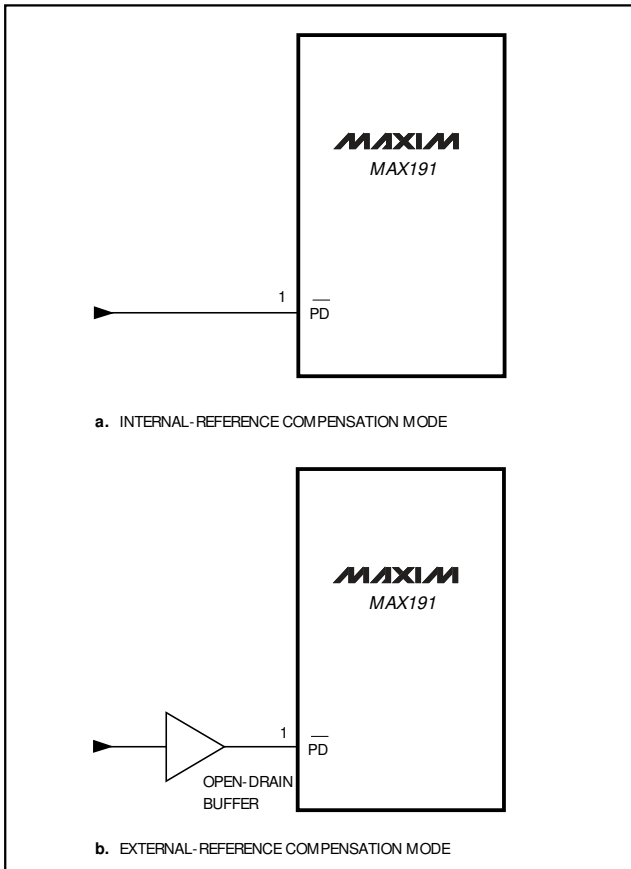 MAXIM
MAX191
1
PD
a. INTERNAL-REFERENCE COMPENSATION MODE
MAXIM
MAX191
1
PD
OPEN-DRAIN
BUFFER
b. EXTERNAL-REFERENCE COMPENSATION MODE